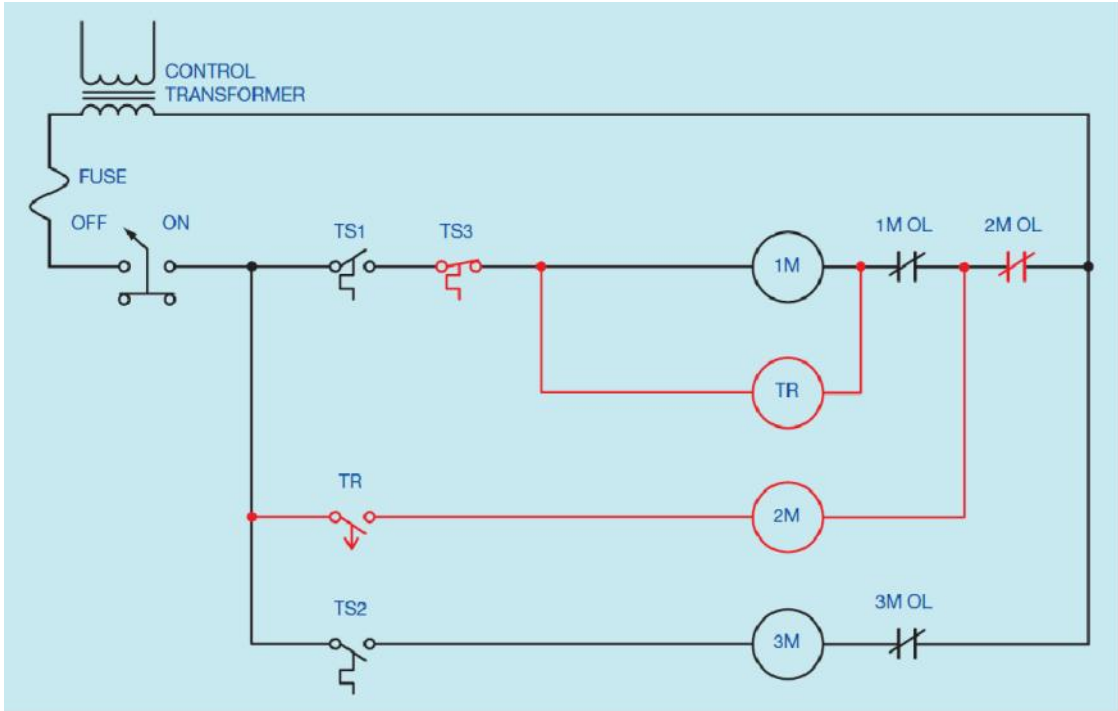 CONTROL
TRANSFORMER
FUSE
OFF ON
TS1 TS3 1M OL 2M OL
1M
TR
TR
2M
TS2 3M OL
3M